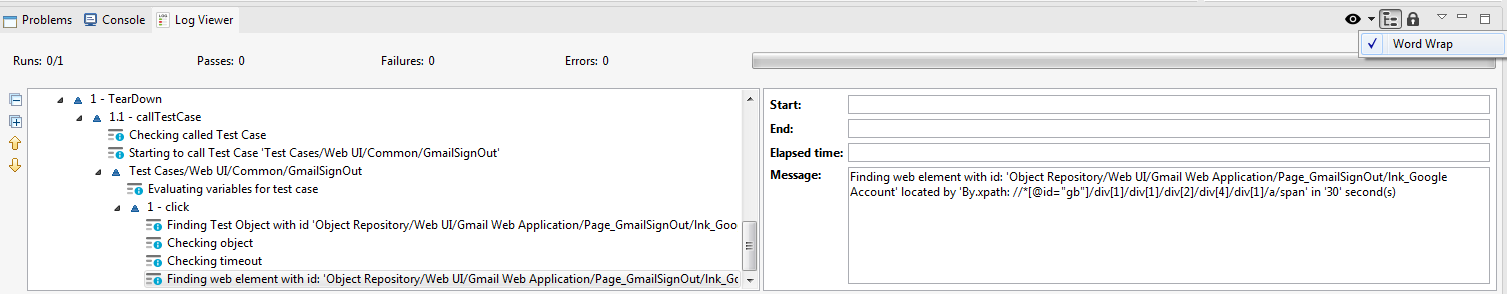 Problems Console Log Viewer
Word Wrap
Runs: 0/1 Passes: 0 Failures: 0 Errors: 0
1 - TearDown
1.1 - callTestCase
Checking called Test Case
Starting to call Test Case 'Test Cases/Web UI/Common/GmailSignOut'
Test Cases/Web UI/Common/GmailSignOut
Evaluating variables for test case
1 - click
Finding Test Object with id 'Object Repository/Web UI/Gmail Web Application/Page_GmailSignOut/lnk_Goo
Checking object
Checking timeout
Finding web element with id: 'Object Repository/Web UI/Gmail Web Application/Page_GmailSignOut/lnk_Gc
Start:
End:
Elapsed time:
Message: Finding web element with id: 'Object Repository/Web UI/Gmail Web Application/Page_GmailSignOut/lnk_Google
Account' located by 'By.xpath: //*[@id="gb"]/div[1]/div[1]/div[2]/div[4]/div[1]/a/span' in '30' second(s)